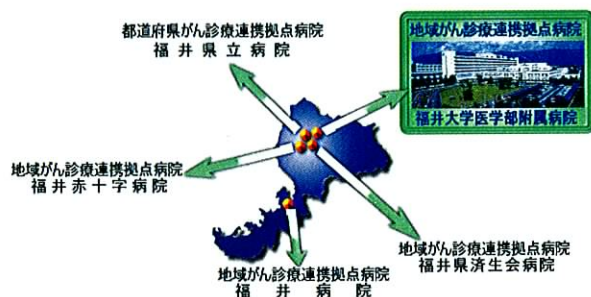 都道府県がん診療連携拠点病院
福井県立病院
地域がん診療連携拠点病院
福井大学医学部附属病院
地域がん診療連携拠点病院
福井赤十字病院
地域がん診療連携拠点病院
福井県済生会病院
地域がん診療連携拠点病院
福井病院